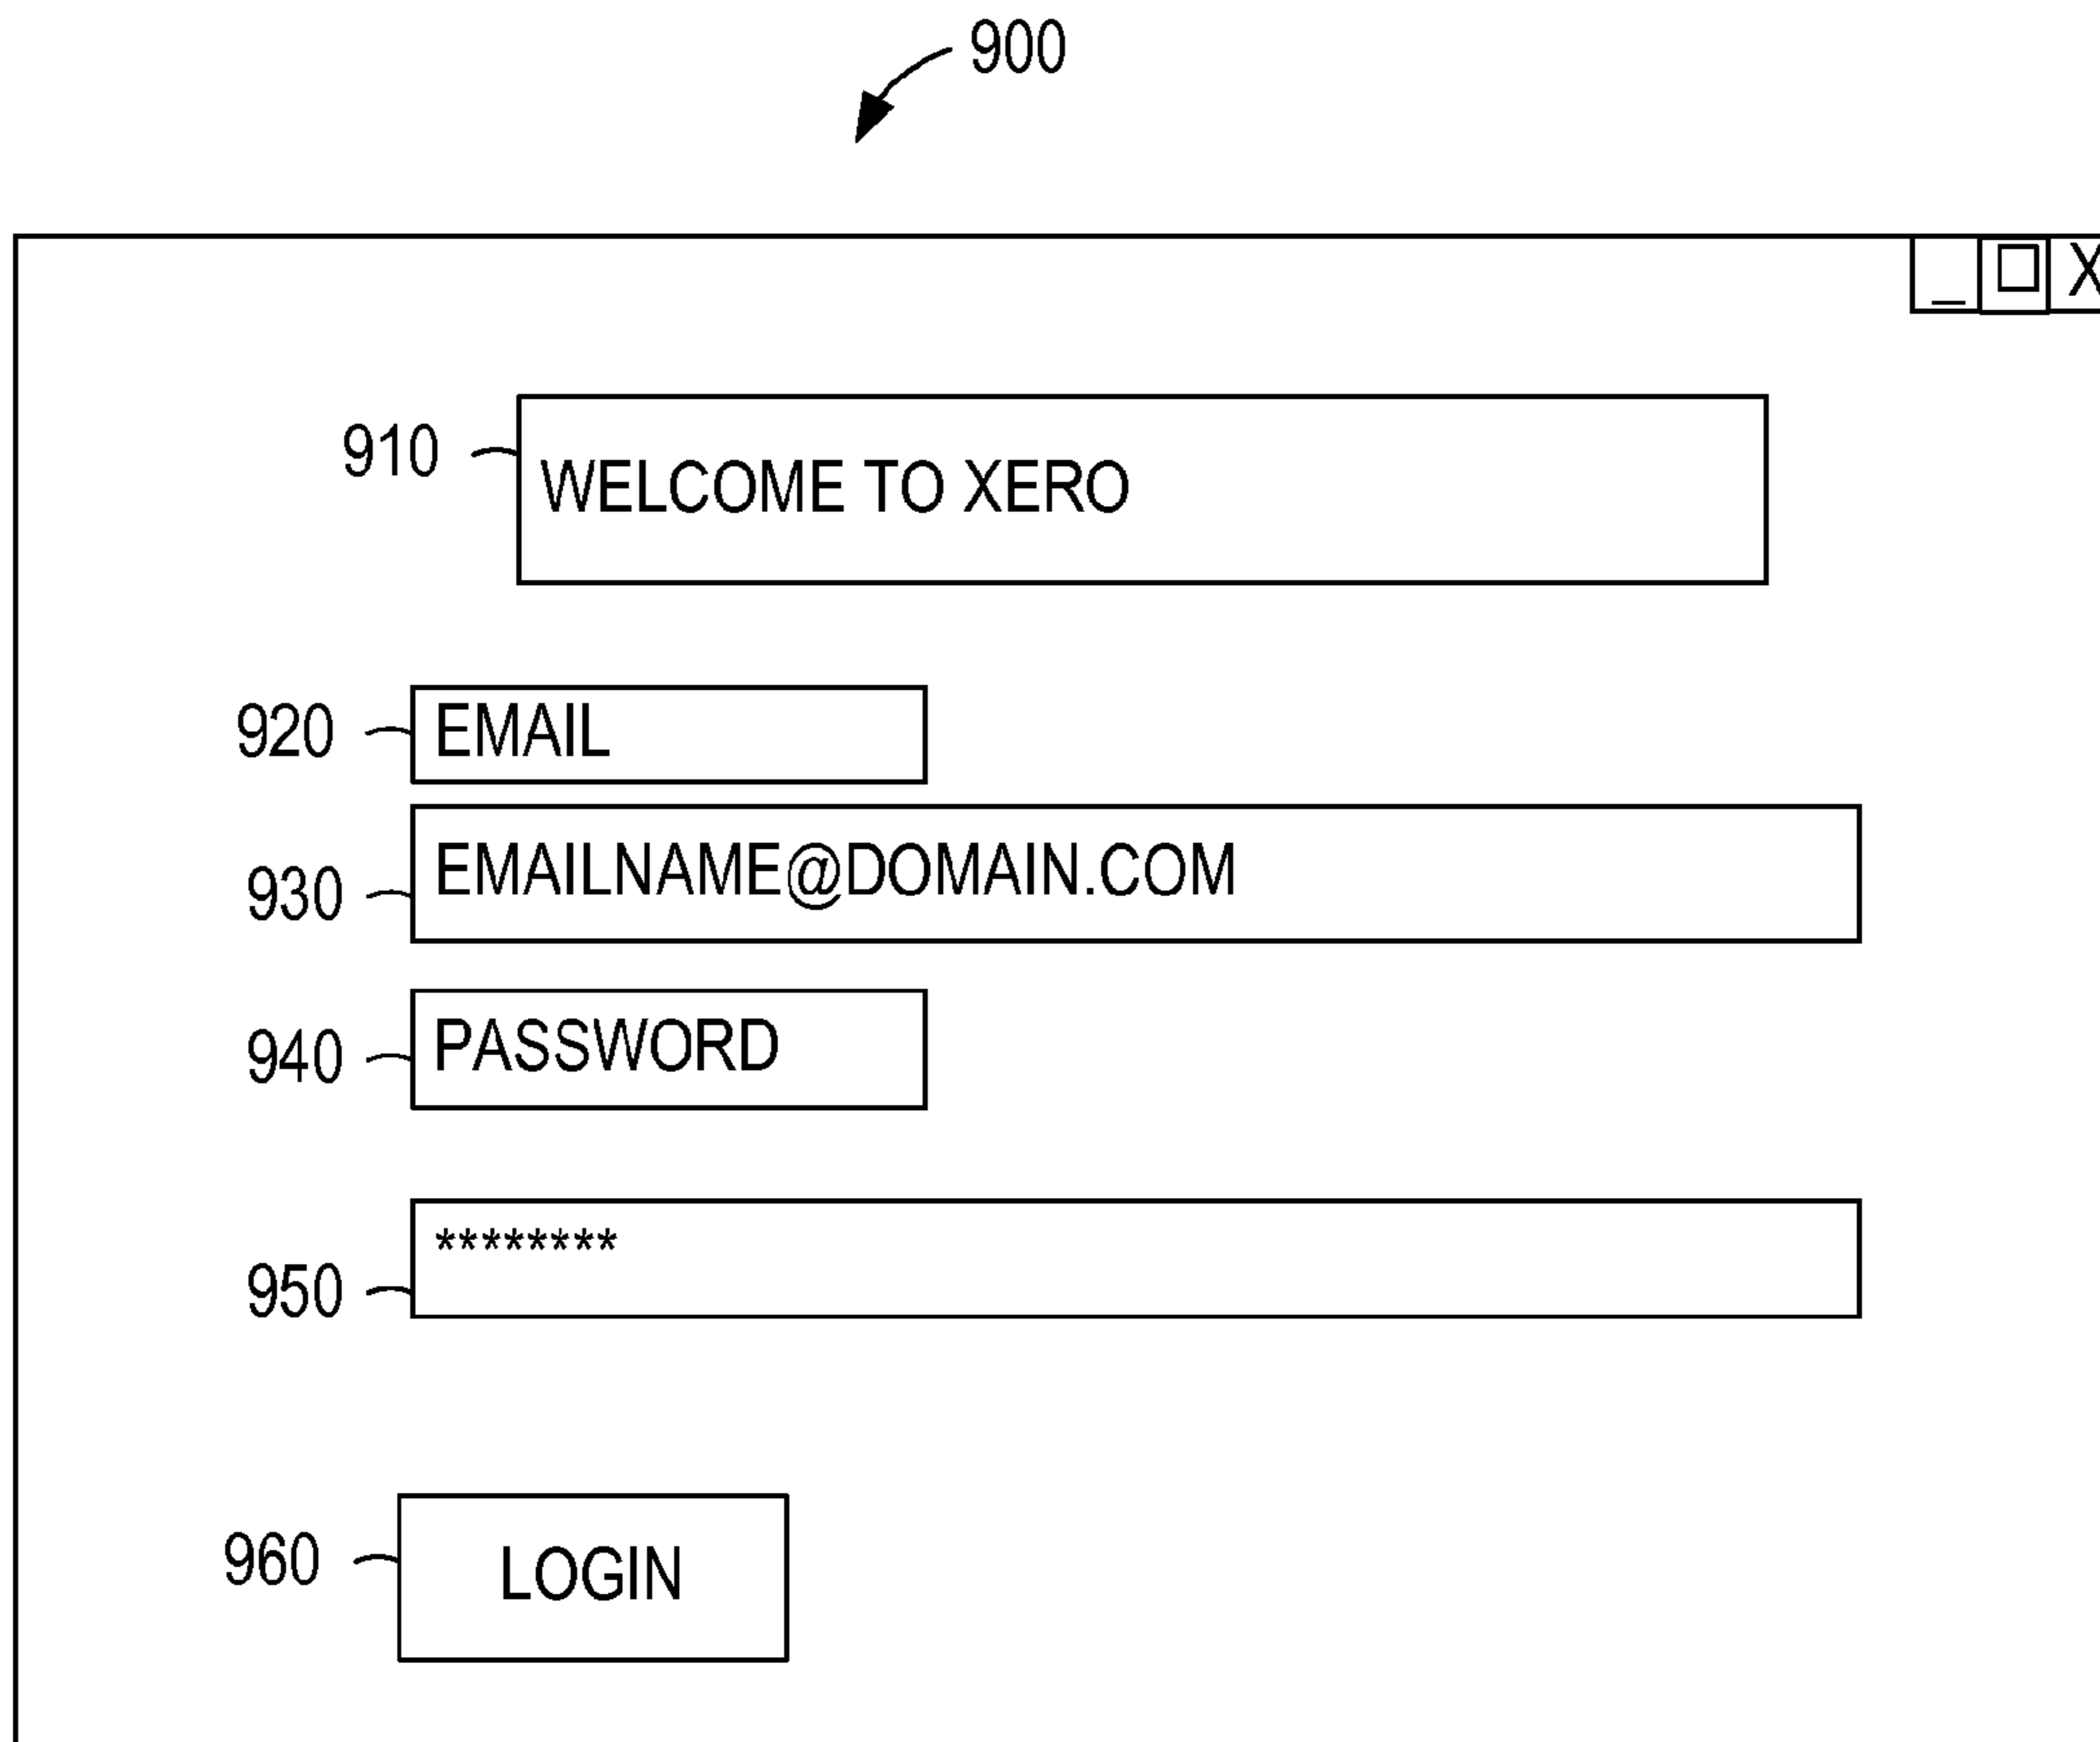 900
_ □ X
910 WELCOME TO XERO
920 EMAIL
930 EMAILNAME@DOMAIN.COM
940 PASSWORD
950 ********
960 LOGIN